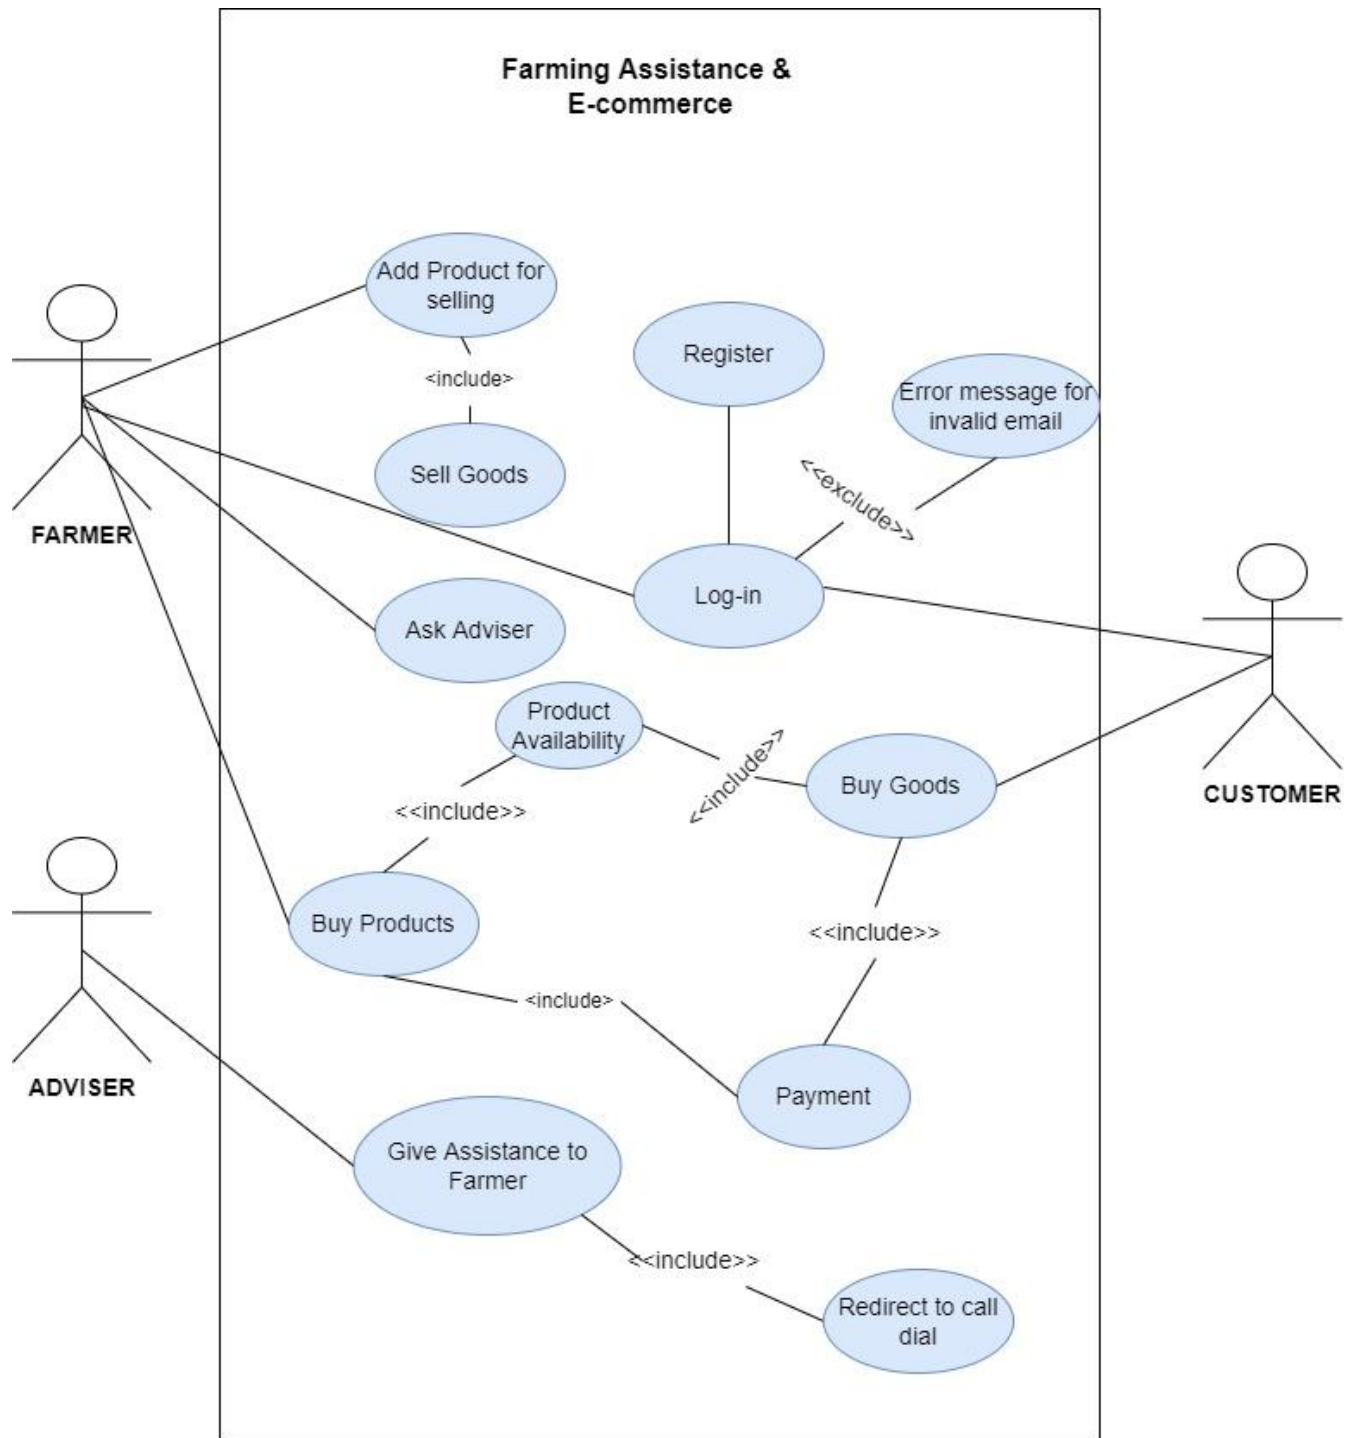 Farming Assistance &
E-commerce
Add Product for
selling
<include>
Sell Goods
Register
Error message for
invalid email
<<exclude>>
FARMER
Log-in
Ask Adviser
Product
Availability
<<include>>
Buy Goods
CUSTOMER
<<include>>
Buy Products
<<include>>
<include>
ADVISER
Payment
Give Assistance to
Farmer
<<include>>
Redirect to call
dial